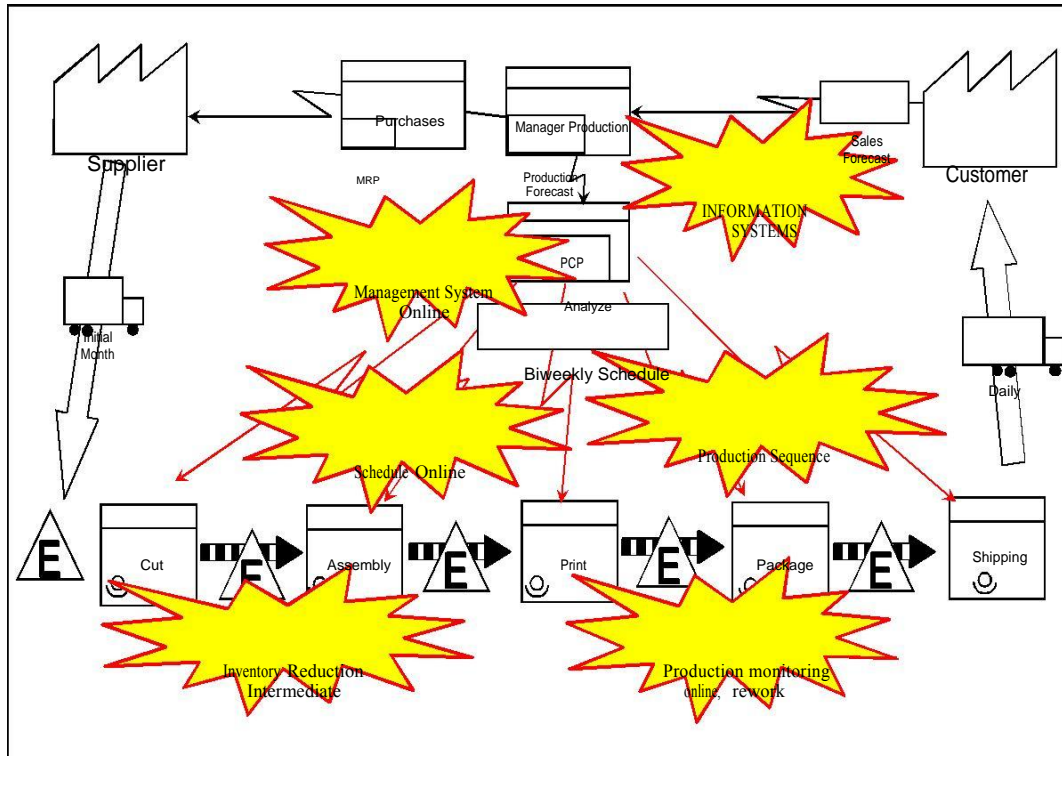 Purchases
Manager Production
Sales
Forecast
Supplier
Customer
MRP
Production
Forecast
INFORMATION
SYSTEMS
PCP
Management System
Online
Analyze
Initial
Month
Biweekly Schedule
Daily
Schedule Online
Production Sequence
E
Cut
E
Assembly
E
Print
E
Package
E
Shipping
Inventory Reduction
Intermediate
Production monitoring
online, rework